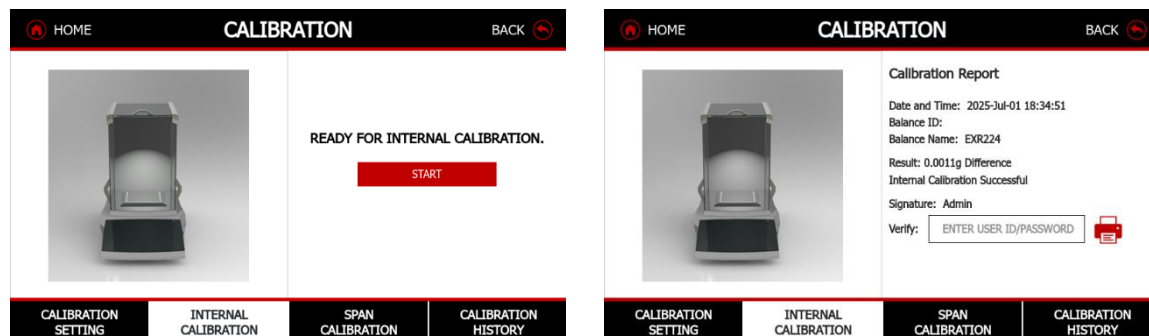 HOME
CALIBRATION
BACK
READY FOR INTERNAL CALIBRATION.
START
CALIBRATION
SETTING
INTERNAL
CALIBRATION
SPAN
CALIBRATION
CALIBRATION
HISTORY
HOME
CALIBRATION
BACK
Calibration Report
Date and Time: 2025-Jul-01 18:34:51
Balance ID:
Balance Name: EXR224
Result: 0.0011g Difference
Internal Calibration Successful
Signature: Admin
Verify: ENTER USER ID/PASSWORD
CALIBRATION
SETTING
INTERNAL
CALIBRATION
SPAN
CALIBRATION
CALIBRATION
HISTORY